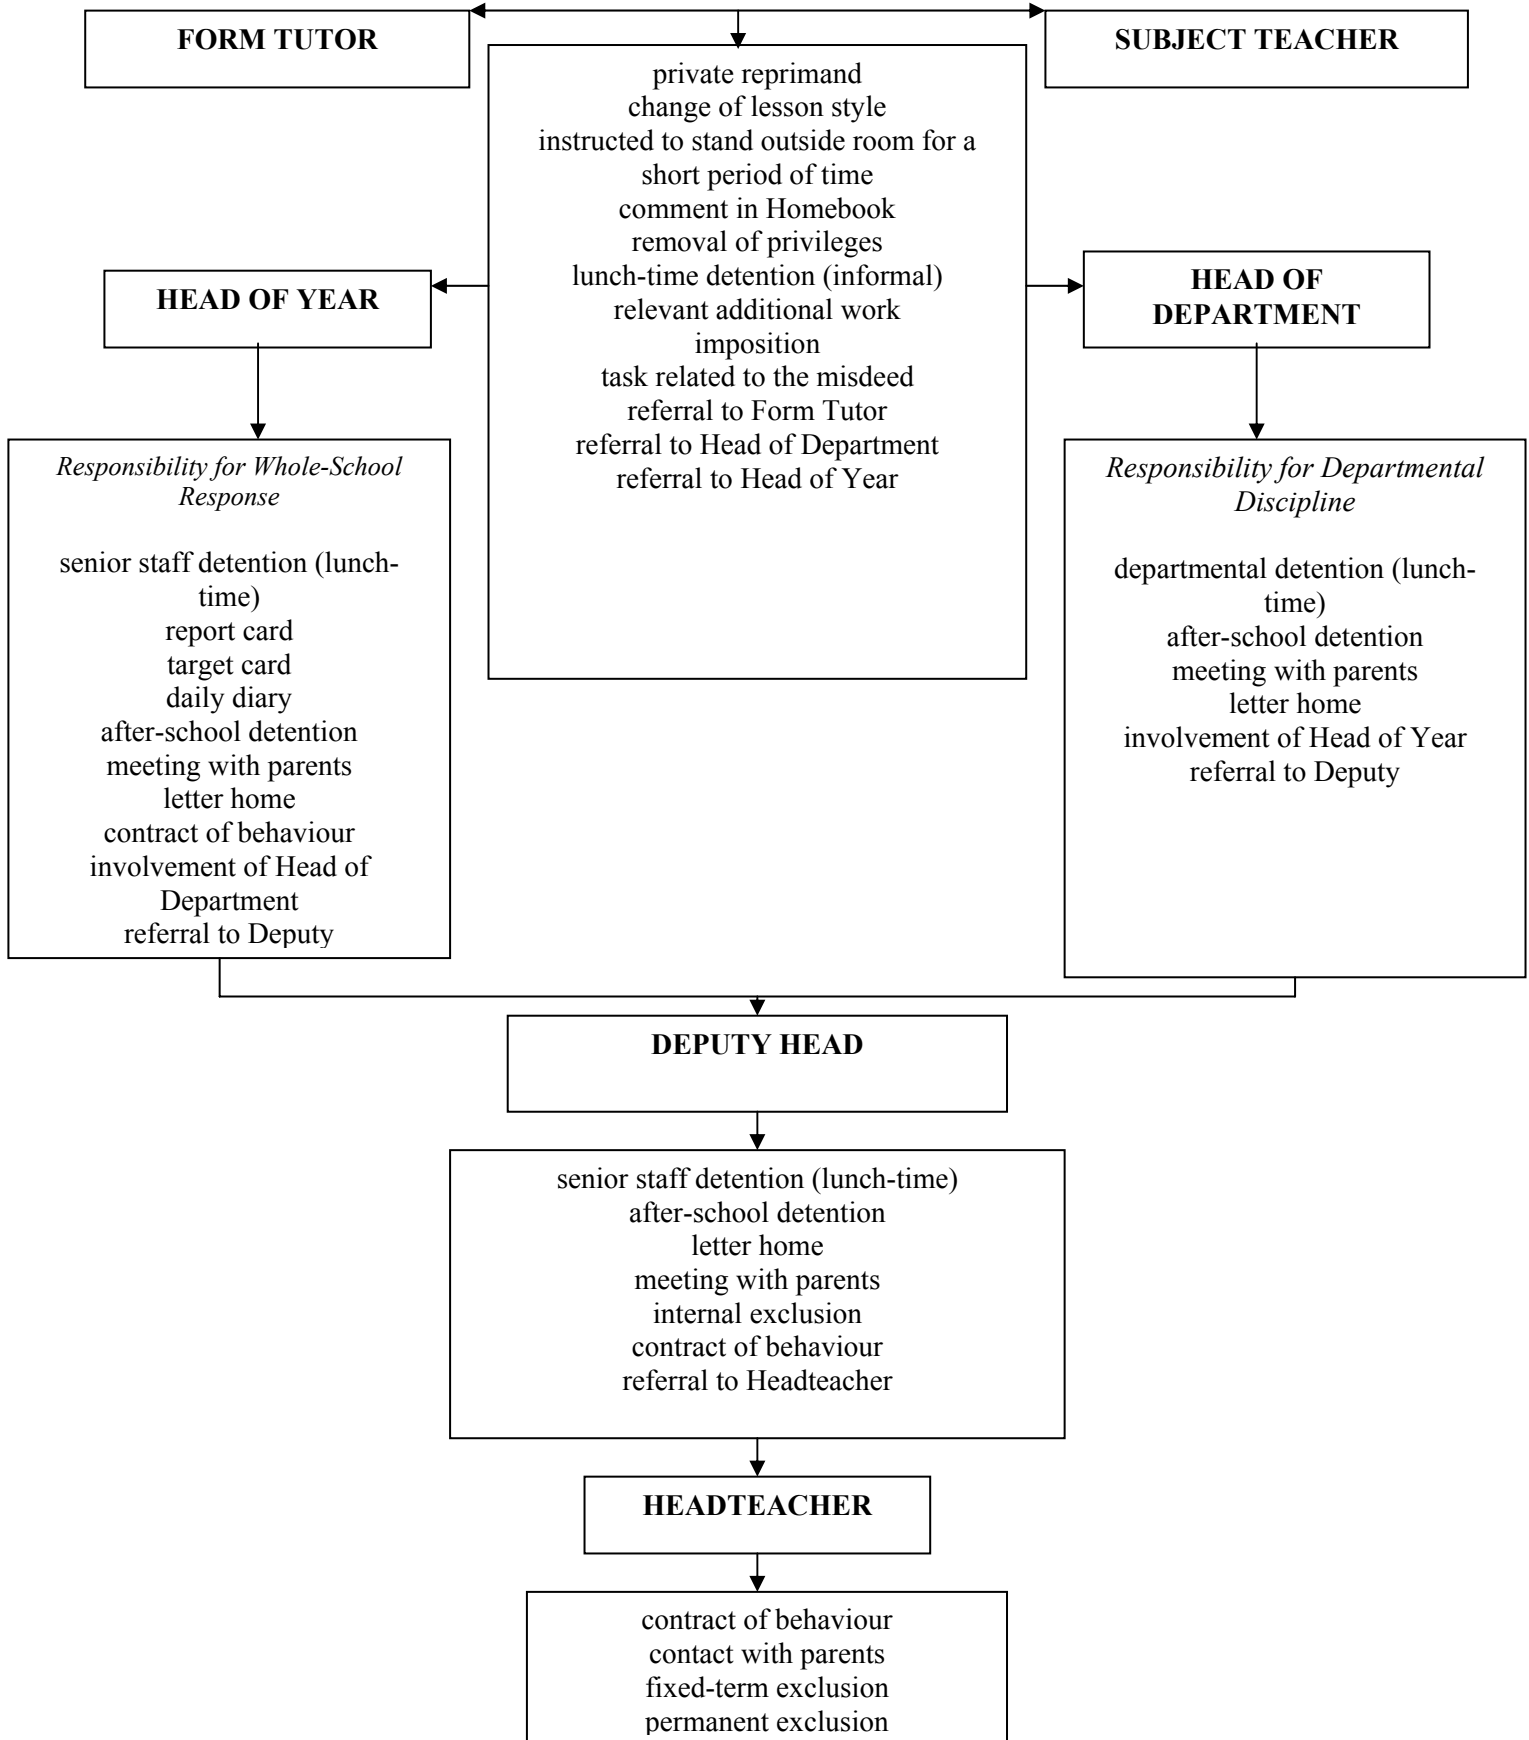 FORM TUTOR
SUBJECT TEACHER
private reprimand
change of lesson style
instructed to stand outside room for a
short period of time
comment in Homebook
removal of privileges
lunch-time detention (informal)
relevant additional work
imposition
task related to the misdeed
referral to Form Tutor
referral to Head of Department
referral to Head of Year
HEAD OF YEAR
HEAD OF
DEPARTMENT
Responsibility for Whole-School
Response
senior staff detention (lunch-
time)
report card
target card
daily diary
after-school detention
meeting with parents
letter home
contract of behaviour
involvement of Head of
Department
referral to Deputy
Responsibility for Departmental
Discipline
departmental detention (lunch-
time)
after-school detention
meeting with parents
letter home
involvement of Head of Year
referral to Deputy
DEPUTY HEAD
senior staff detention (lunch-time)
after-school detention
letter home
meeting with parents
internal exclusion
contract of behaviour
referral to Headteacher
HEADTEACHER
contract of behaviour
contact with parents
fixed-term exclusion
permanent exclusion